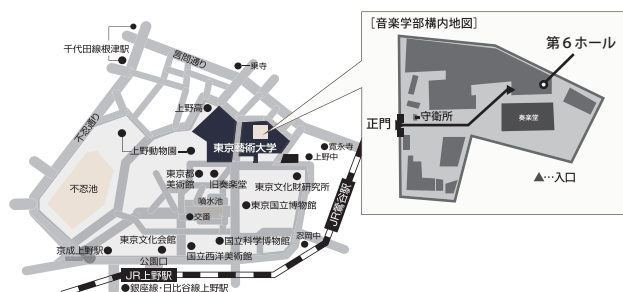 [音楽学部構内地図]
第6ホール
正門
守衛所
奏楽堂
▲…入口
千代田線根津駅
言問通り
一乗寺
不忍通り
上野高
東京藝術大学
寛永寺
上野中
上野動物園
東京都
美術館
旧奏楽堂
東京文化財研究所
不忍池
噴水池
東京国立博物館
交番
JR鶯谷駅
忍岡中
東京文化会館
国立科学博物館
京成上野駅
公園口
国立西洋美術館
JR上野駅
銀座線・日比谷線上野駅